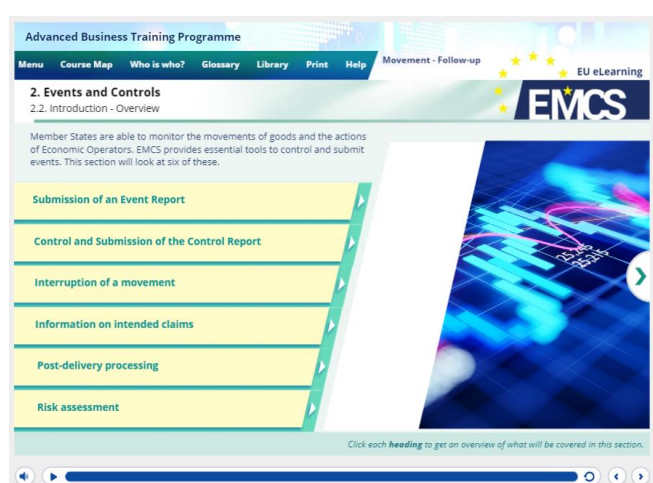 Advanced Business Training Programme
Menu Course Map Who is who? Glossary Library Print Help Movement - Follow-up
EU eLearning
2. Events and Controls
2.2. Introduction - Overview
EMCS
Member States are able to monitor the movements of goods and the actions
of Economic Operators. EMCS provides essential tools to control and submit
events. This section will look at six of these.
Submission of an Event Report
Control and Submission of the Control Report
Interruption of a movement
Information on intended claims
Post-delivery processing
Risk assessment
25,245
25,215
Click each heading to get an overview of what will be covered in this section.